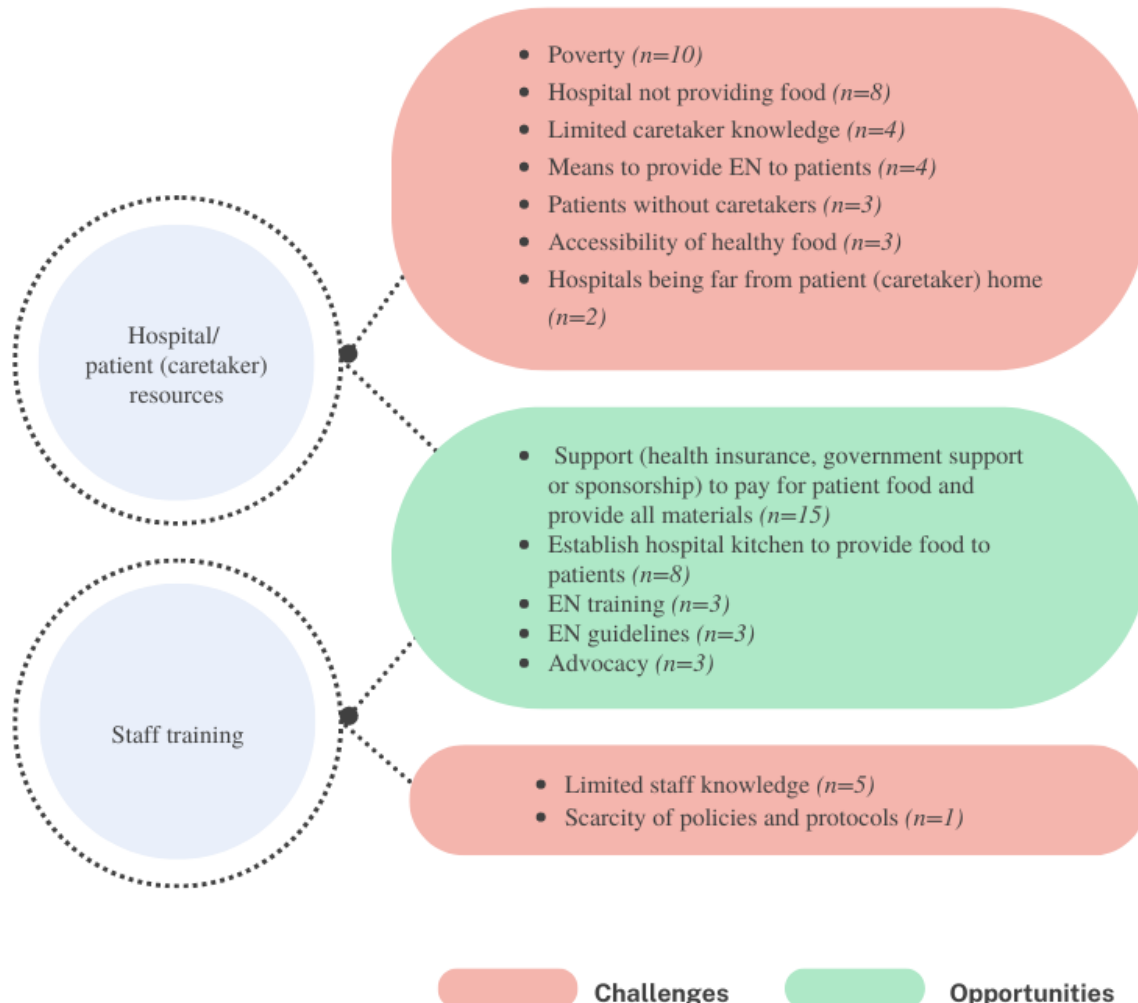 • Poverty (n=10)
• Hospital not providing food (n=8)
• Limited caretaker knowledge (n=4)
• Means to provide EN to patients (n=4)
• Patients without caretakers (n=3)
• Accessibility of healthy food (n=3)
• Hospitals being far from patient (caretaker) home
(n=2)
Hospital/
patient (caretaker)
resources
• Support (health insurance, government support
or sponsorship) to pay for patient food and
provide all materials (n=15)
• Establish hospital kitchen to provide food to
patients (n=8)
• EN training (n=3)
• EN guidelines (n=3)
• Advocacy (n=3)
Staff training
• Limited staff knowledge (n=5)
• Scarcity of policies and protocols (n=1)
Challenges
Opportunities